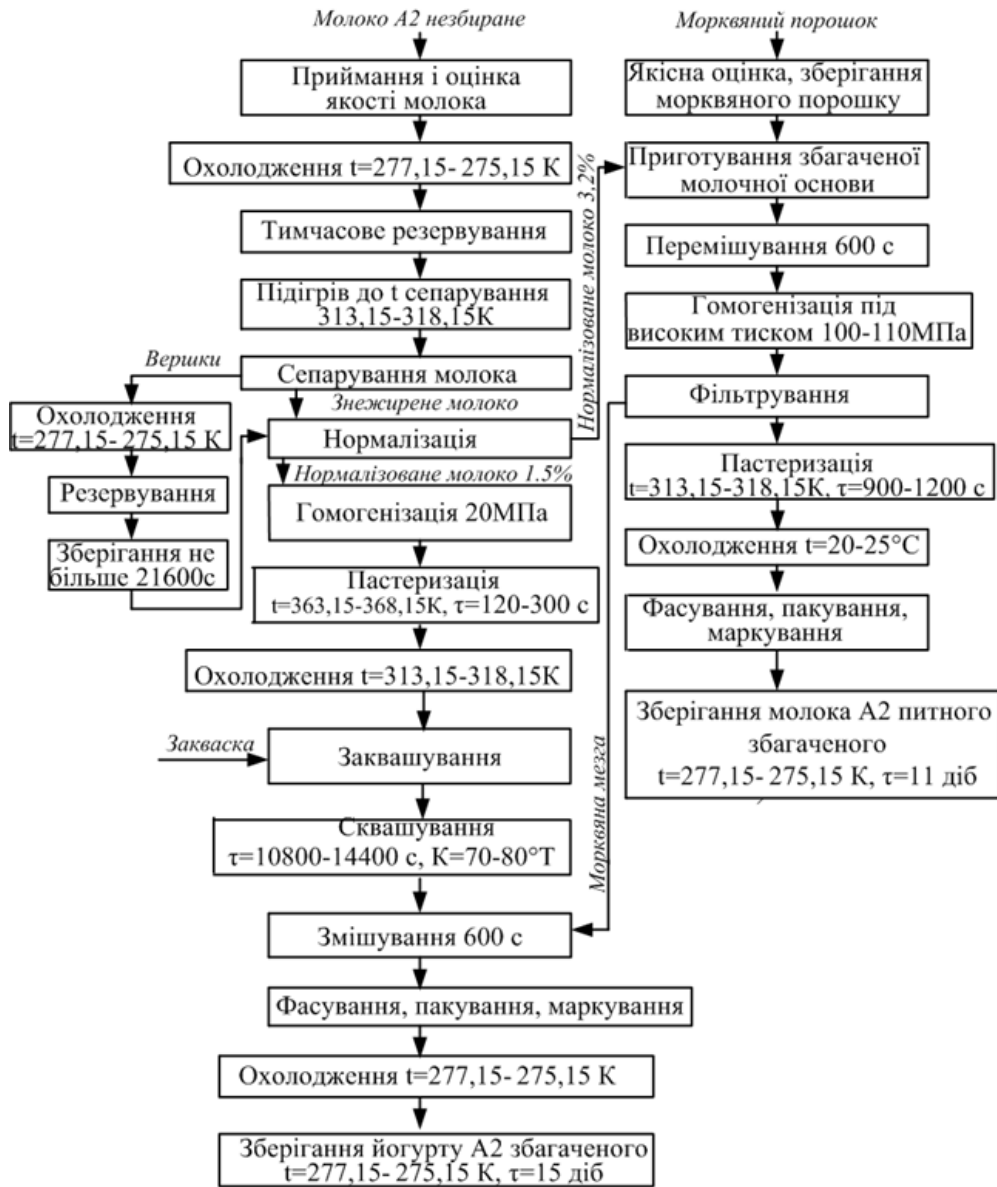 Молоко А2 незбиране
Приймання і оцінка
якості молока
Охолодження t=277,15- 275,15 К
Тимчасове резервування
Підігрів до t сепарування
313,15-318,15К
Вершки
Сепарування молока
Знежирене молоко
Охолодження
t=277,15- 275,15 К
Нормалізація
Резервування
Нормалізоване молоко 1.5%
Гомогенізація 20МПа
Зберігання не
більше 21600с
Пастеризація
t=363,15-368,15К, τ=120-300 с
Охолодження t=313,15-318,15К
Закваска
Заквашування
Сквашування
τ=10800-14400 с, К=70-80°Т
Змішування 600 с
Фасування, пакування, маркування
Охолодження t=277,15- 275,15 К
Зберігання йогурту А2 збагаченого
t=277,15- 275,15 К, τ=15 діб
Нормалізоване молоко 3,2%
Морквяна мезга
Морквяний порошок
Якісна оцінка, зберігання
морквяного порошку
Приготування збагаченої
молочної основи
Перемішування 600 с
Гомогенізація під
високим тиском 100-110МПа
Фільтрування
Пастеризація
t=313,15-318,15К, τ=900-1200 с
Охолодження t=20-25°С
Фасування, пакування,
маркування
Зберігання молока А2 питного
збагаченого
t=277,15- 275,15 К, τ=11 діб